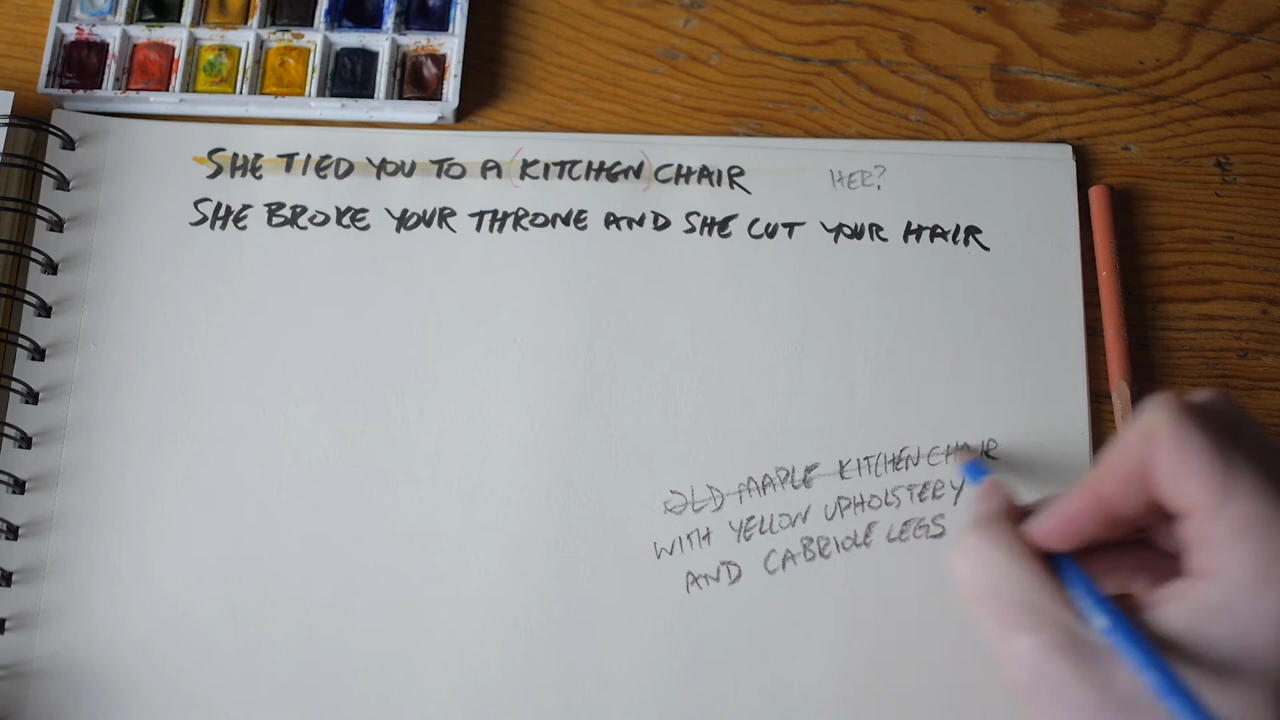 SHE TIED YOU TO A (KITCHEN) CHAIR HER?
SHE BROKE YOUR THRONE AND SHE CUT YOUR HAIR
OLD MAPLE KITCHEN CHAIR
WITH YELLOW UPHOLSTERY
AND CABRIOLE LEGS